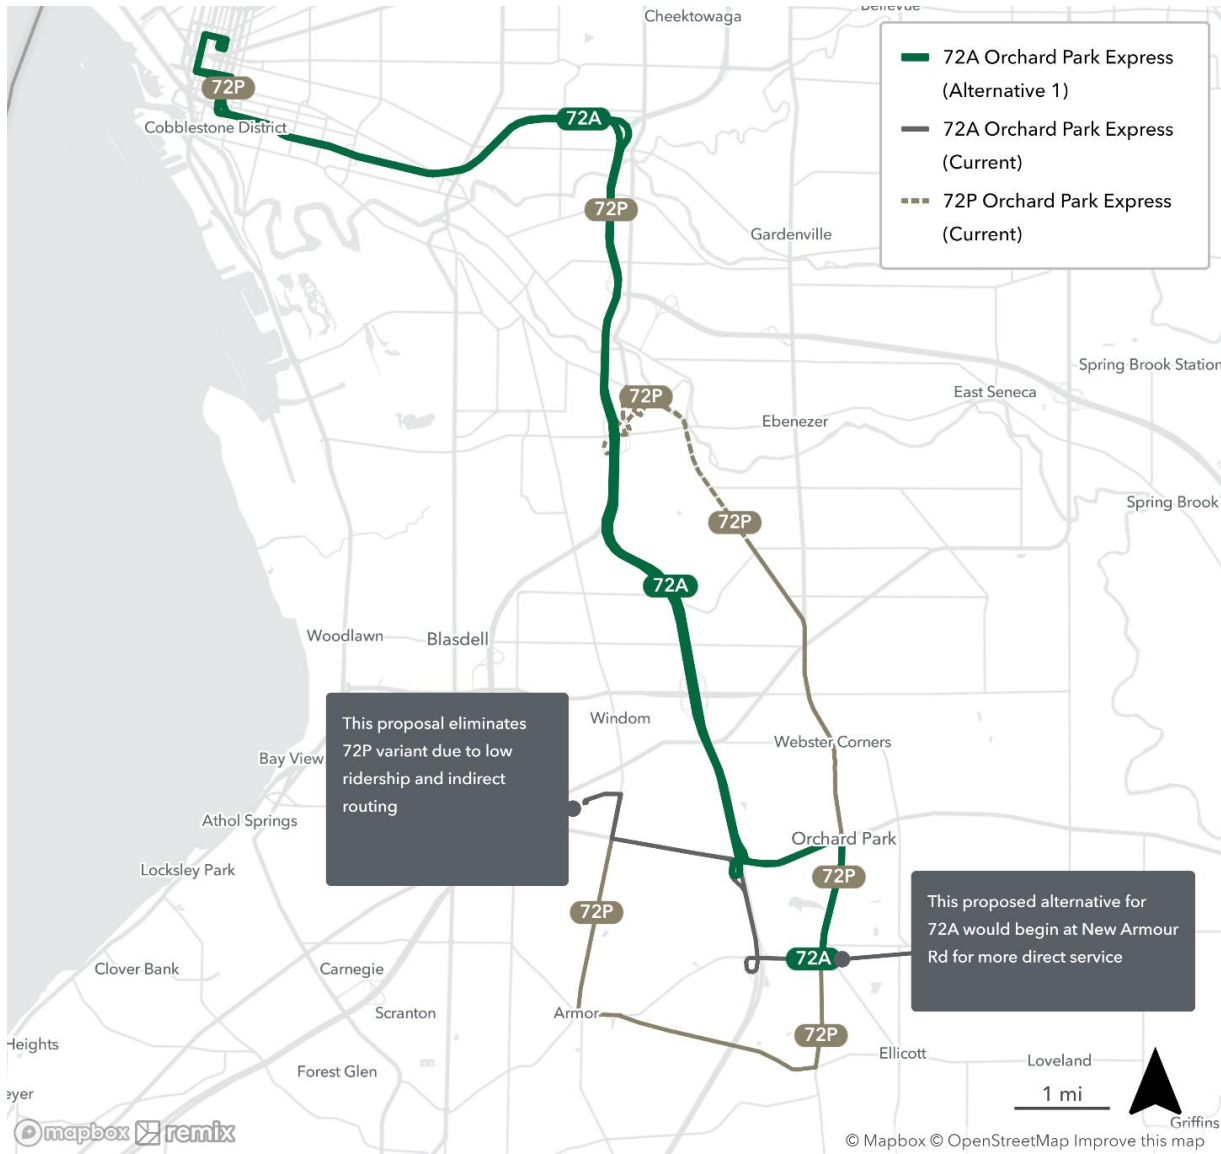 Cheektowaga
Bellevue
72A Orchard Park Express
(Alternative 1)
72A Orchard Park Express
(Current)
72P Orchard Park Express
(Current)
72P
Cobblestone District
72A
72P
Gardenville
Spring Brook Station
East Seneca
72P
Ebenezer
Spring Brook
72P
72A
Woodlawn
Blasdell
This proposal eliminates
72P variant due to low
ridership and indirect
routing
Windom
Webster Corners
Bay View
Athol Springs
Orchard Park
Locksley Park
72P
72P
This proposed alternative for
72A would begin at New Armour
Rd for more direct service
72A
Clover Bank
Carnegie
Scranton
Armor
72P
Heights
Ellicott
Loveland
Forest Glen
1 mi
eyer
Griffins
mapbox remix
© Mapbox © OpenStreetMap Improve this map